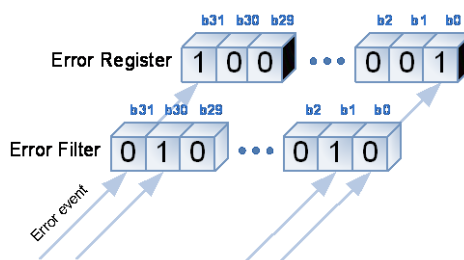 b31 b30 b29 b2 b1 b0
Error Register 1 0 0 0 0 1
b31 b30 b29 b2 b1 b0
Error Filter 0 1 0 0 1 0
Error event